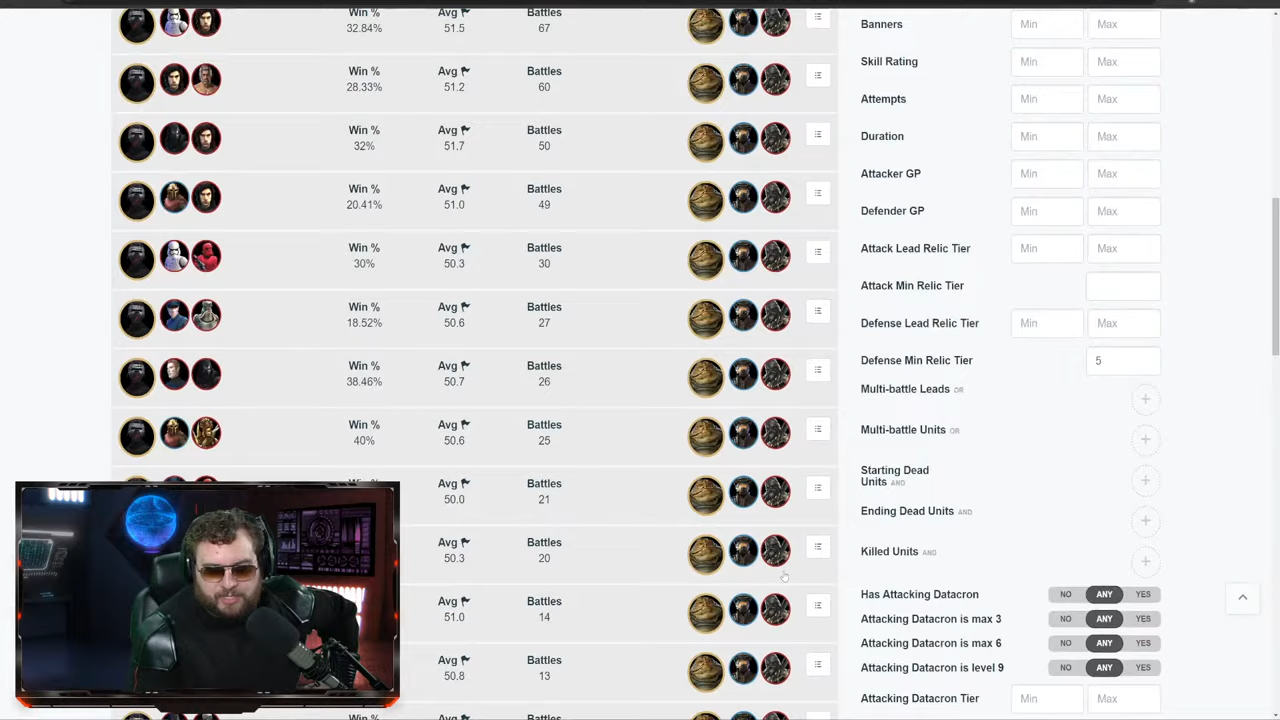 Win % Avg Battles
32.84% 51.5 67
Win % Avg Battles
28.33% 51.2 60
Win % Avg Battles
32% 51.7 50
Win % Avg Battles
20.41% 51.0 49
Win % Avg Battles
30% 50.3 30
Win % Avg Battles
18.52% 50.6 27
Win % Avg Battles
38.46% 50.7 26
Win % Avg Battles
40% 50.6 25
Avg Battles
50.0 21
Avg Battles
50.3 20
Avg Battles
51.0
Avg Battles
Banners Min Max
Skill Rating Min Max
Attempts Min Max
Duration Min Max
Attacker GP Min Max
Defender GP Min Max
Attack Lead Relic Tier Min Max
Attack Min Relic Tier
Defense Lead Relic Tier Min Max
Defense Min Relic Tier 5
Multi-battle Leads OR +
Multi-battle Units OR +
Starting Dead
Units AND +
Ending Dead Units AND +
Killed Units AND +
Has Attacking Datacron NO ANY YES
Attacking Datacron is max 3 NO ANY YES
Attacking Datacron is max 6 NO ANY YES
Attacking Datacron is level 9 NO ANY YES
Attacking Datacron Tier Min Max